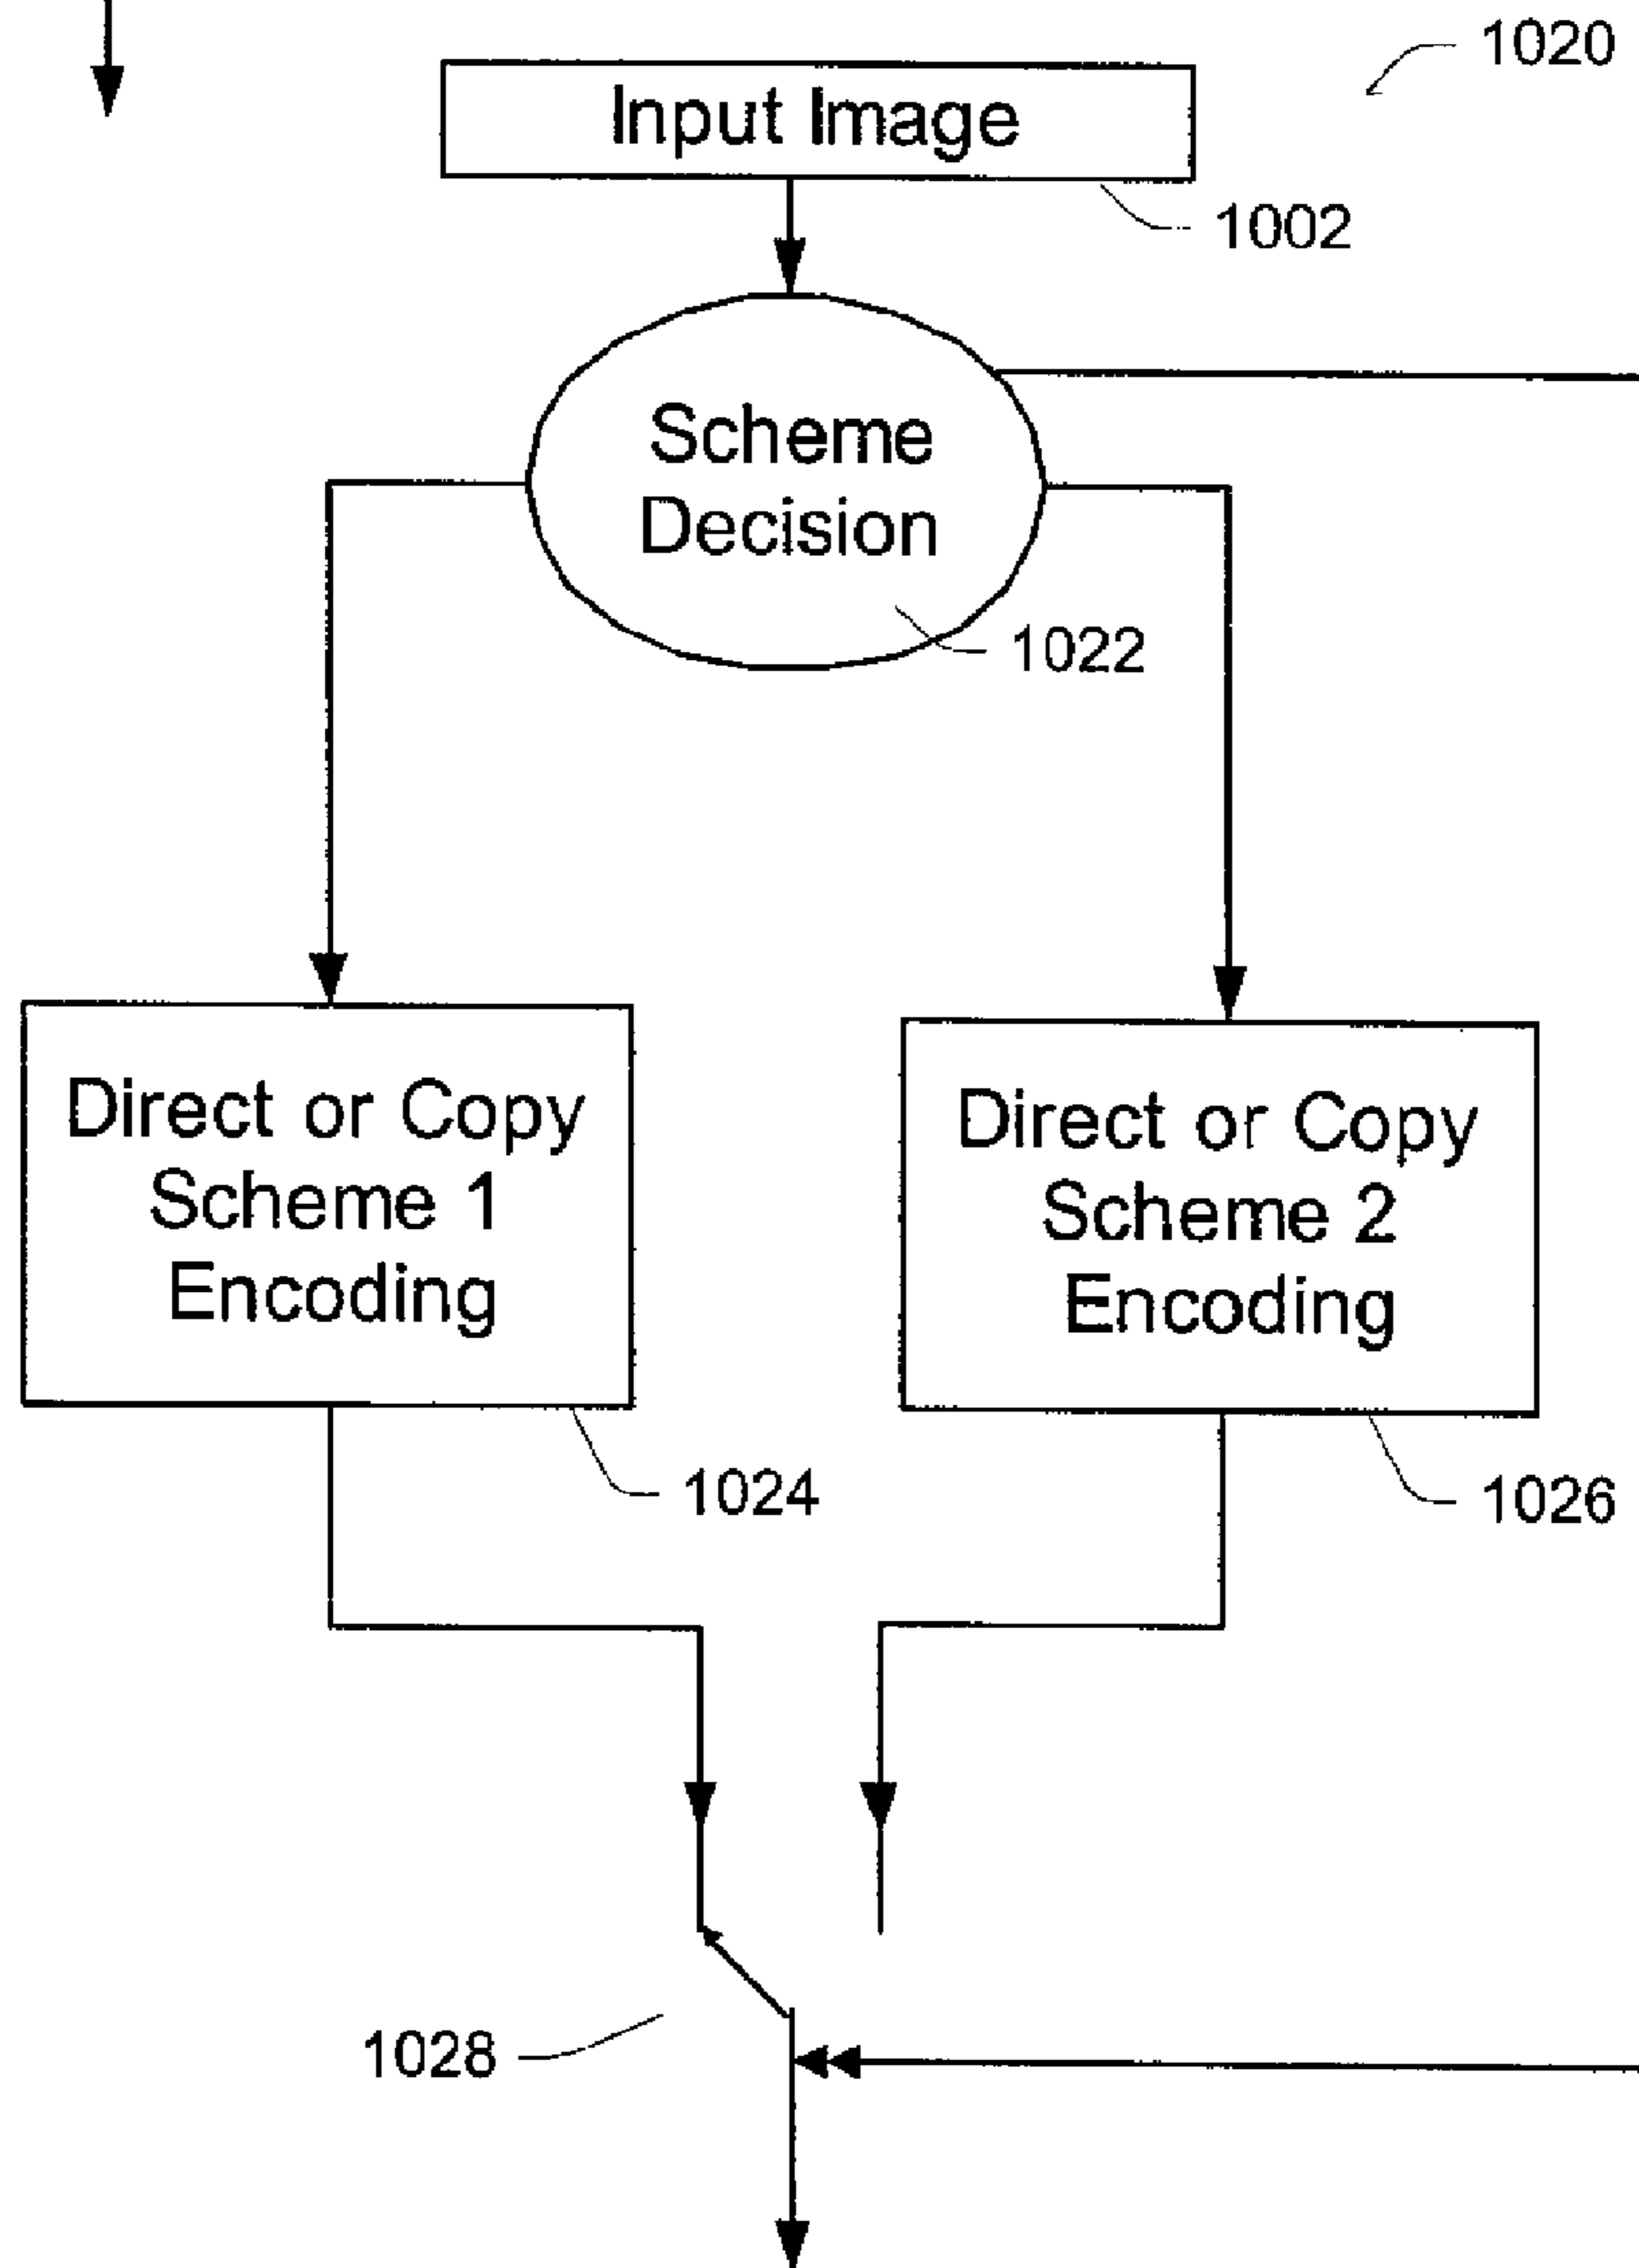 1020
Input Image
1002
Scheme
Decision
1022
Direct or Copy
Scheme 1
Encoding
1024
Direct or Copy
Scheme 2
Encoding
1026
1028